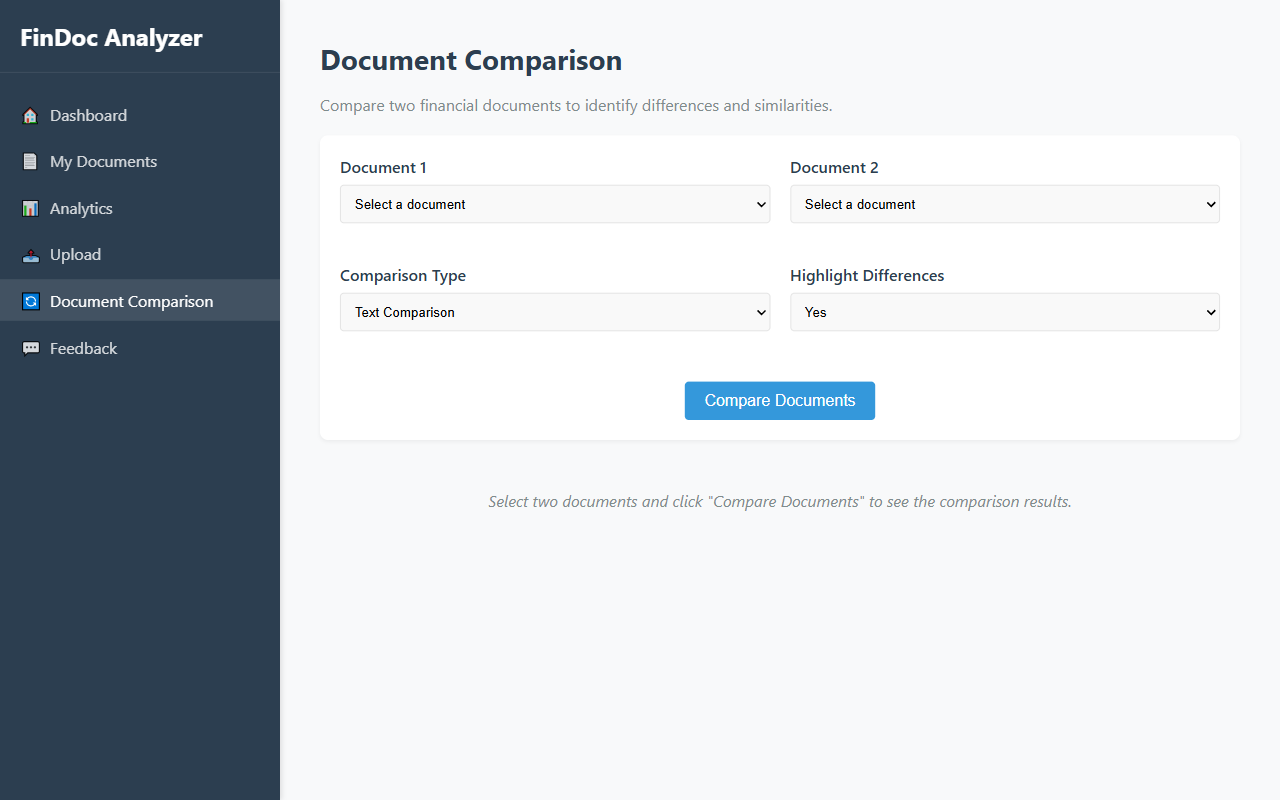 FinDoc Analyzer
Dashboard
My Documents
Analytics
Upload
Document Comparison
Feedback
Document Comparison
Compare two financial documents to identify differences and similarities.
Document 1
Select a document
Document 2
Select a document
Comparison Type
Text Comparison
Highlight Differences
Yes
Compare Documents
Select two documents and click "Compare Documents" to see the comparison results.